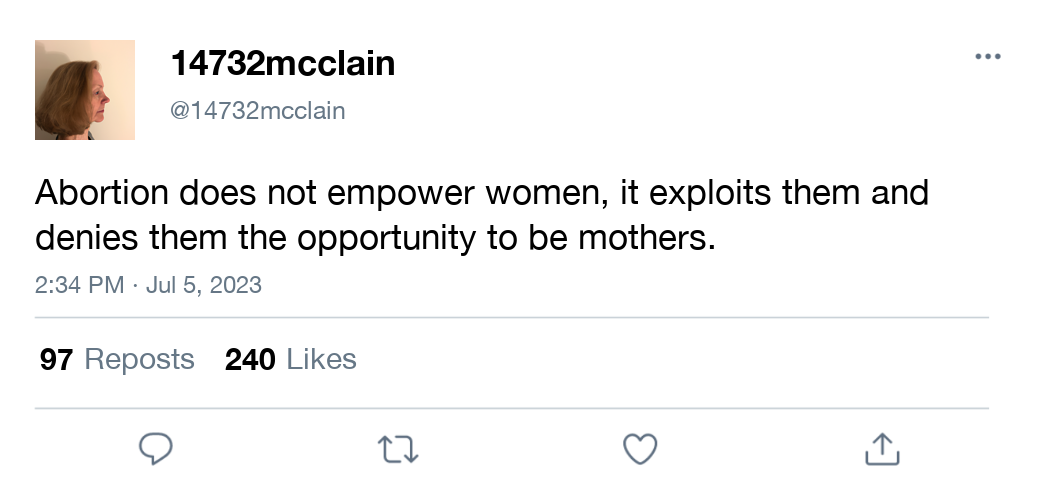 14732mcclain
@14732mcclain
Abortion does not empower women, it exploits them and
denies them the opportunity to be mothers.
2:34 PM · Jul 5, 2023
97 Reposts 240 Likes